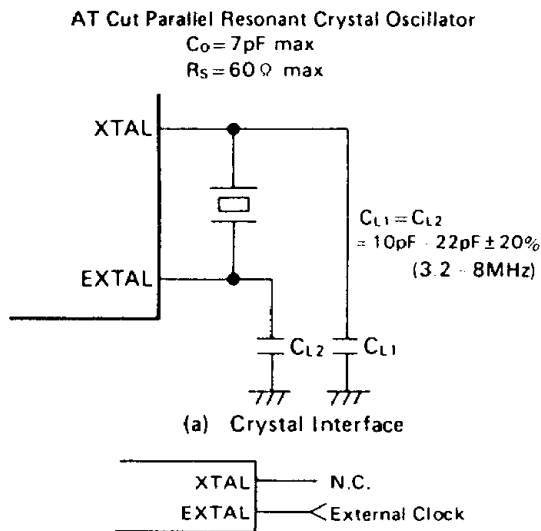 AT Cut Parallel Resonant Crystal Oscillator
Co = 7pF max
Rs = 60 Ω max
XTAL
EXTAL
CL1 = CL2
= 10pF - 22pF ± 20%
(3.2 - 8MHz)
CL2
CL1
(a) Crystal Interface
XTAL
N.C.
EXTAL
External Clock